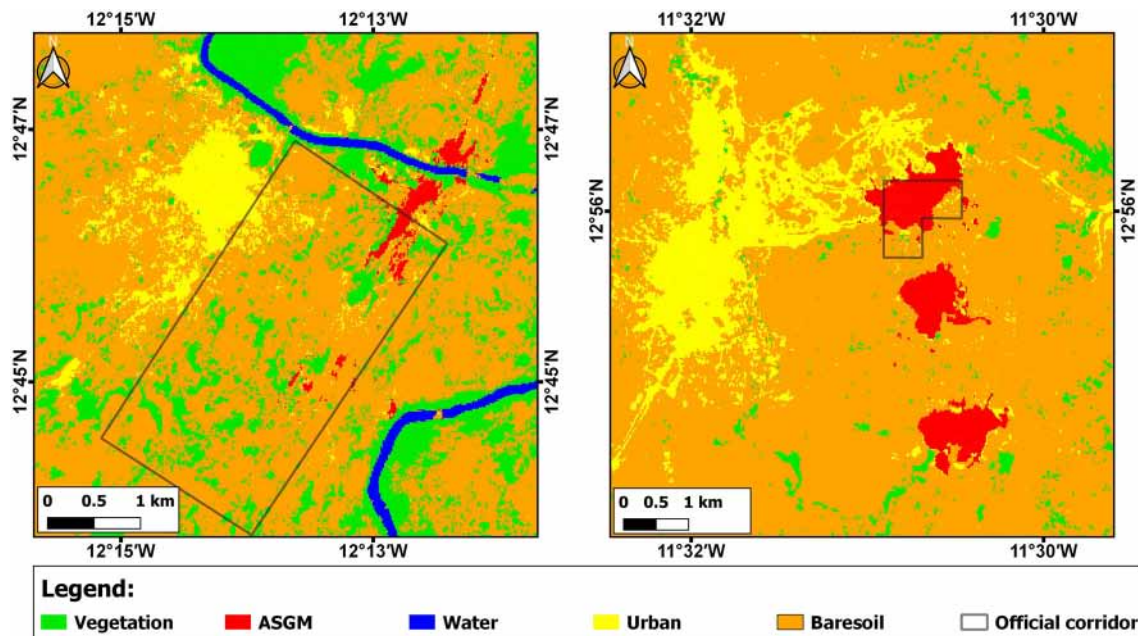 12°15'W 12°13'W 11°32'W 11°30'W
N N
12°47'N 12°47'N
12°56'N 12°56'N
12°45'N 12°45'N
0 0.5 1 km 0 0.5 1 km
12°15'W 12°13'W 11°32'W 11°30'W
Legend:
Vegetation ASGM Water Urban Baresoil Official corridor